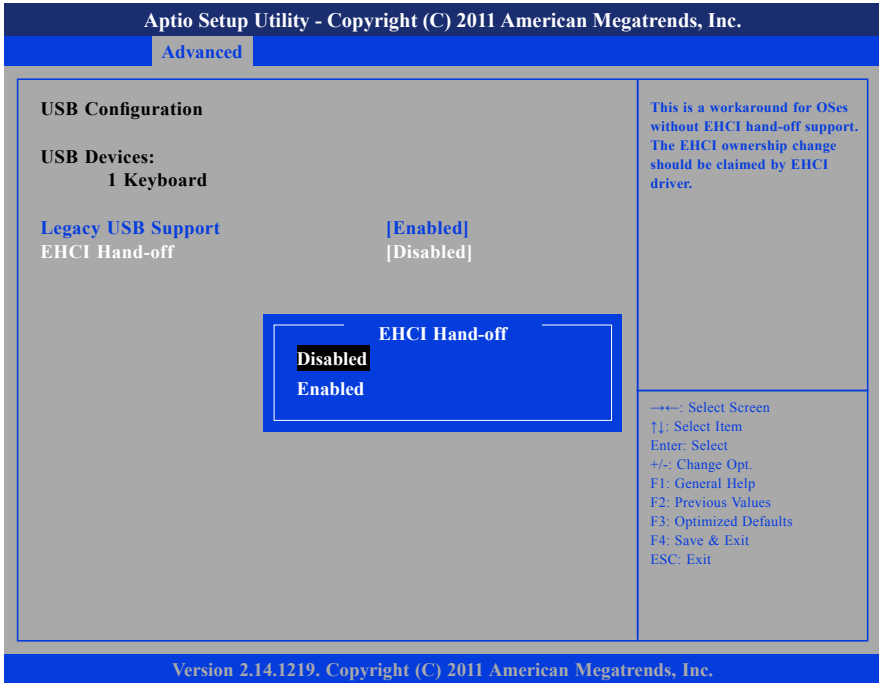 Aptio Setup Utility - Copyright (C) 2011 American Megatrends, Inc.
Advanced
USB Configuration
USB Devices:
1 Keyboard
Legacy USB Support [Enabled]
EHCI Hand-off [Disabled]
EHCI Hand-off
Disabled
Enabled
This is a workaround for OSes
without EHCI hand-off support.
The EHCI ownership change
should be claimed by EHCI
driver.
→←: Select Screen
↑↓: Select Item
Enter: Select
+/-: Change Opt.
F1: General Help
F2: Previous Values
F3: Optimized Defaults
F4: Save & Exit
ESC: Exit
Version 2.14.1219. Copyright (C) 2011 American Megatrends, Inc.